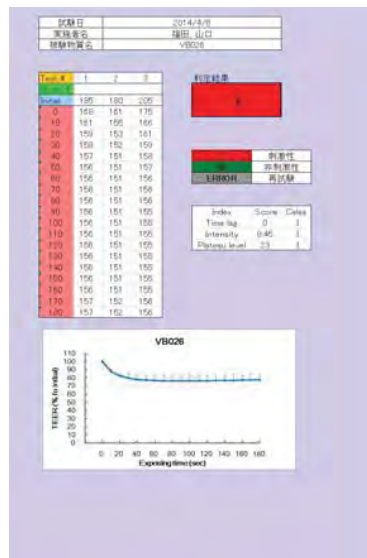 試験日 2014/4/8
実施者名 福田, 山口
被験物質名 VB026
Test # 1 2 3
Initial 195 180 205
判定結果
0 168 161 175
10 161 155 166
20 159 153 161
30 158 152 159
40 157 151 158
50 156 151 157
60 156 151 156
70 156 151 156
80 156 151 156
90 156 151 155
100 156 151 155
110 156 151 155
120 156 151 155
130 156 151 155
140 156 151 155
150 156 151 155
160 156 151 155
170 157 152 156
180 157 152 156
刺激性
非刺激性
ERROR 再試験
Index Score Class
Time lag 0 1
Intensity 0.45 1
Plateau level 23 1
VB026
TEER (% to initial)
110
100
90
80
70
60
50
40
30
20
10
0
0 20 40 60 80 100 120 140 160 180
Exposing time (sec)